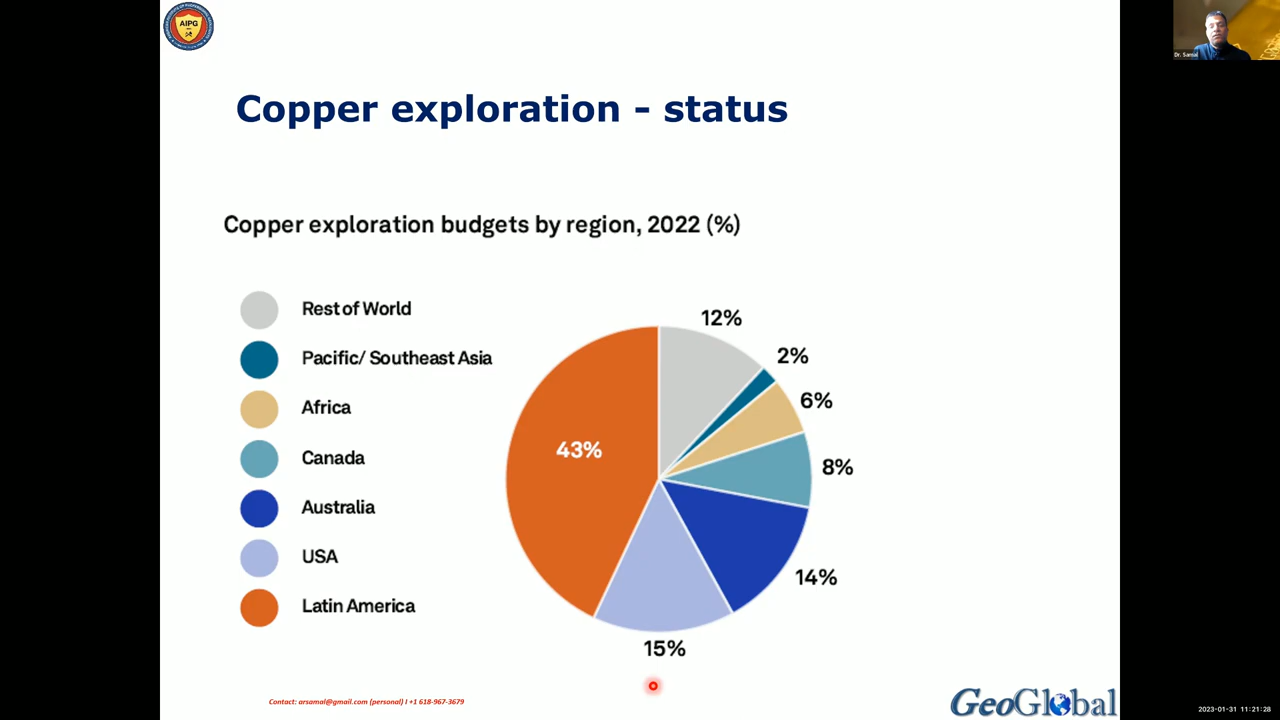 AIPG
Dr. Samal
Copper exploration - status
Copper exploration budgets by region, 2022 (%)
Rest of World
Pacific/ Southeast Asia
Africa
Canada
Australia
USA
Latin America
12%
2%
6%
8%
14%
15%
43%
Contact: arsamal@gmail.com (personal) I +1 618-967-3679
GeoGlobal
2023-01-31 11:21:28